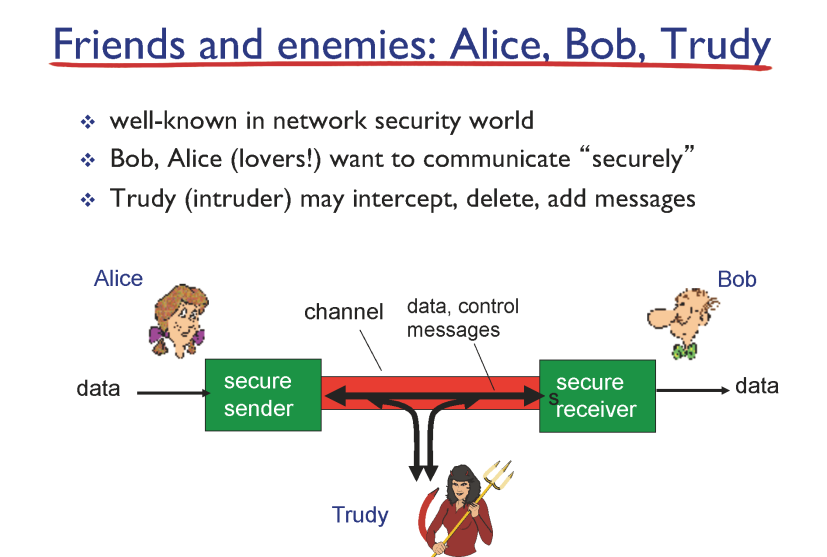 Friends and enemies: Alice, Bob, Trudy
well-known in network security world
Bob, Alice (lovers!) want to communicate “securely”
Trudy (intruder) may intercept, delete, add messages
Alice
Bob
channel
data, control
messages
data
secure
sender
s
secure
receiver
data
Trudy